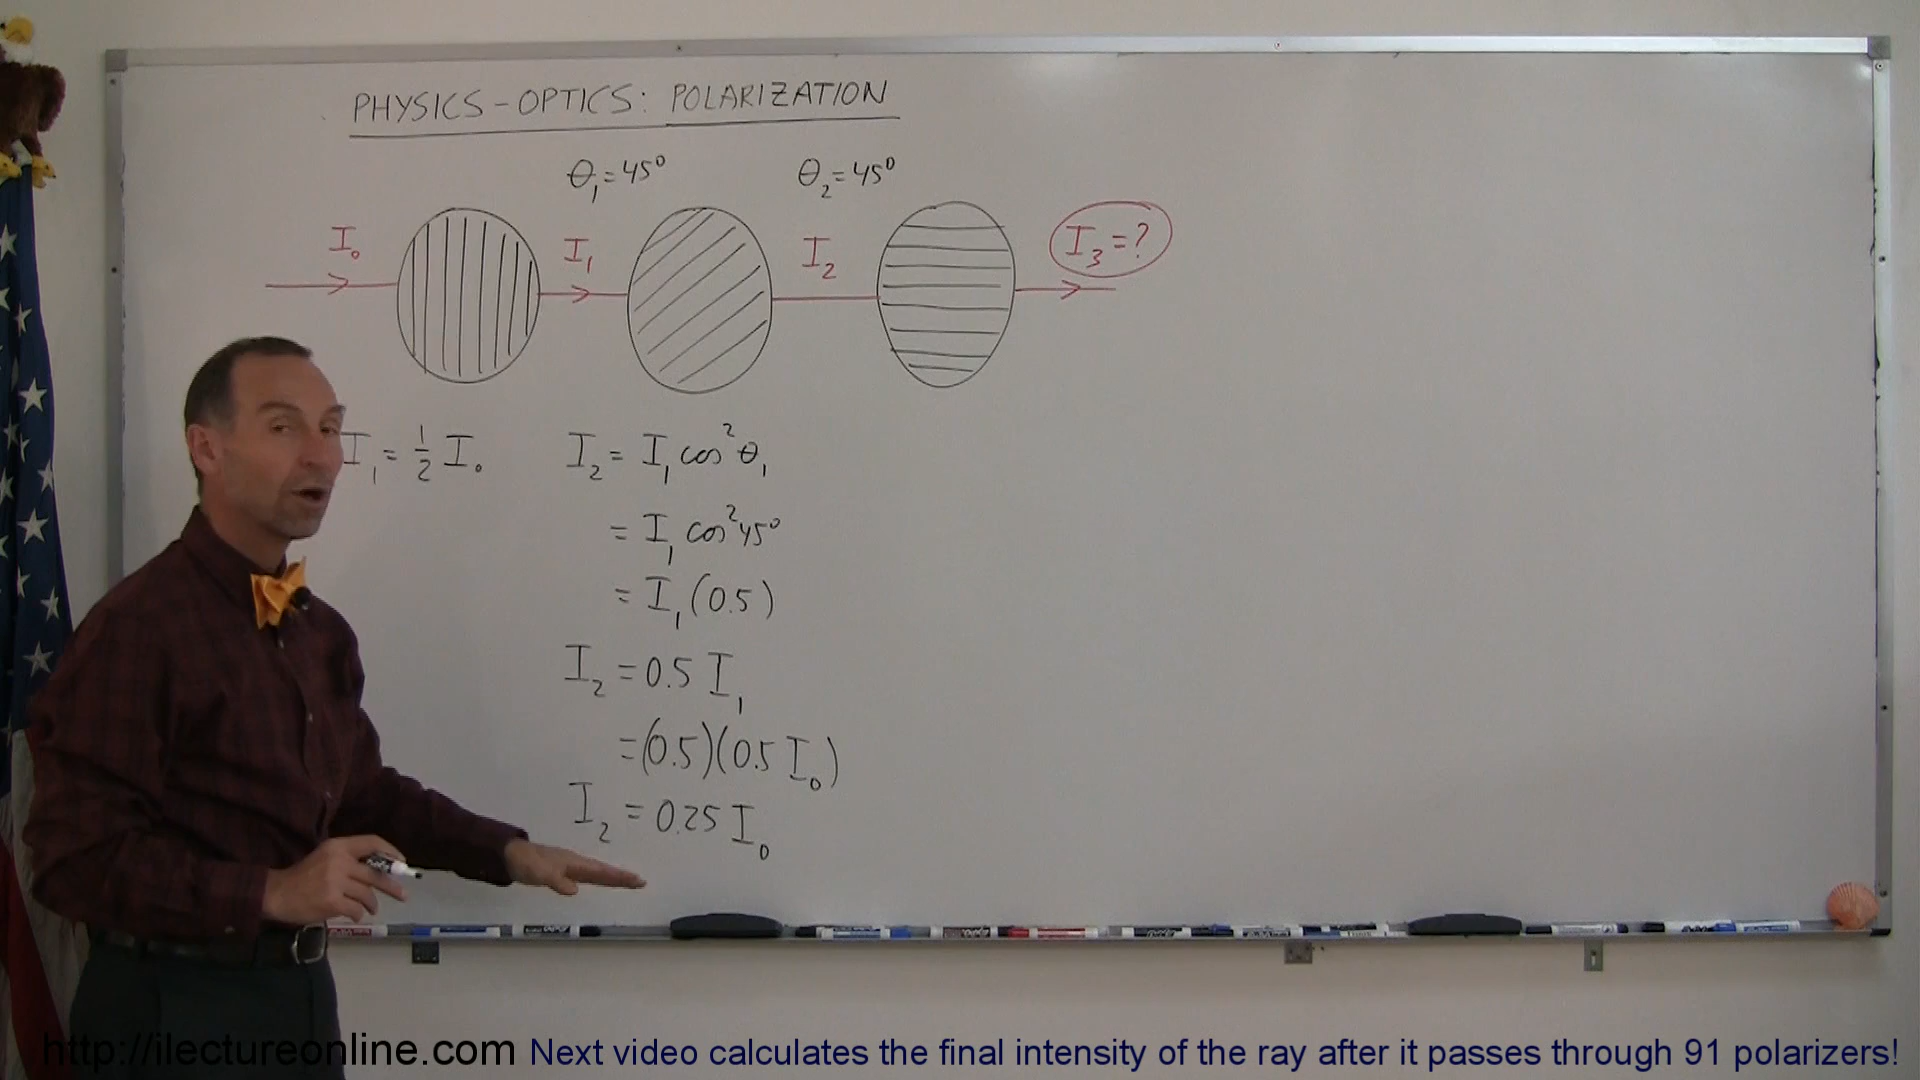 PHYSICS-OPTICS: POLARIZATION
θ₁=45° θ₂=45°
I₀ I₁ I₂ I₃=?
I₁ = 1/2 I₀ I₂ = I₁ cos²θ₁
= I₁ cos²45°
= I₁(0.5)
I₂ = 0.5 I₁
=(0.5)(0.5 I₀)
I₂ = 0.25 I₀
http://ilectureonline.com Next video calculates the final intensity of the ray after it passes through 91 polarizers!